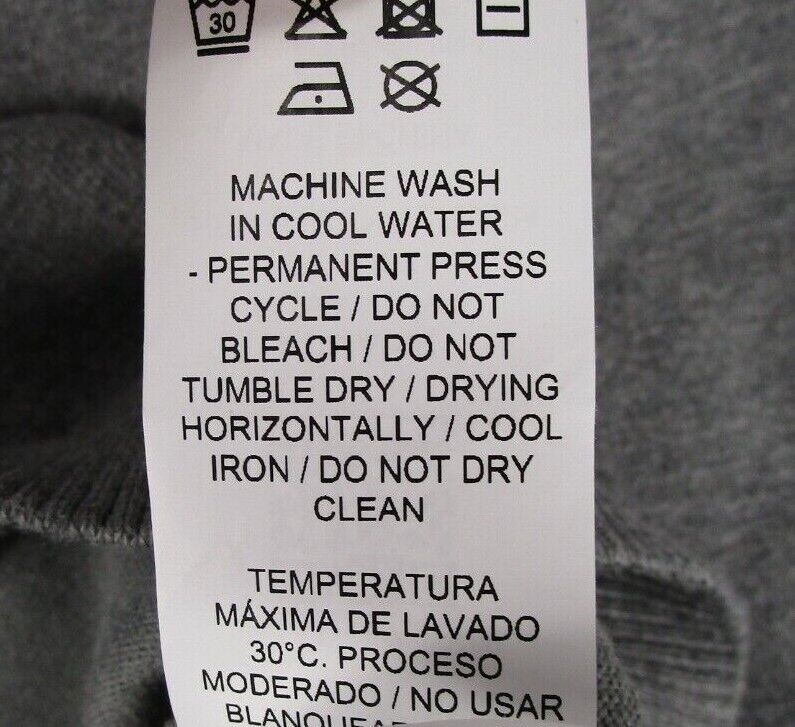 30
MACHINE WASH
IN COOL WATER
- PERMANENT PRESS
CYCLE / DO NOT
BLEACH / DO NOT
TUMBLE DRY / DRYING
HORIZONTALLY / COOL
IRON / DO NOT DRY
CLEAN
TEMPERATURA
MÁXIMA DE LAVADO
30°C. PROCESO
MODERADO / NO USAR